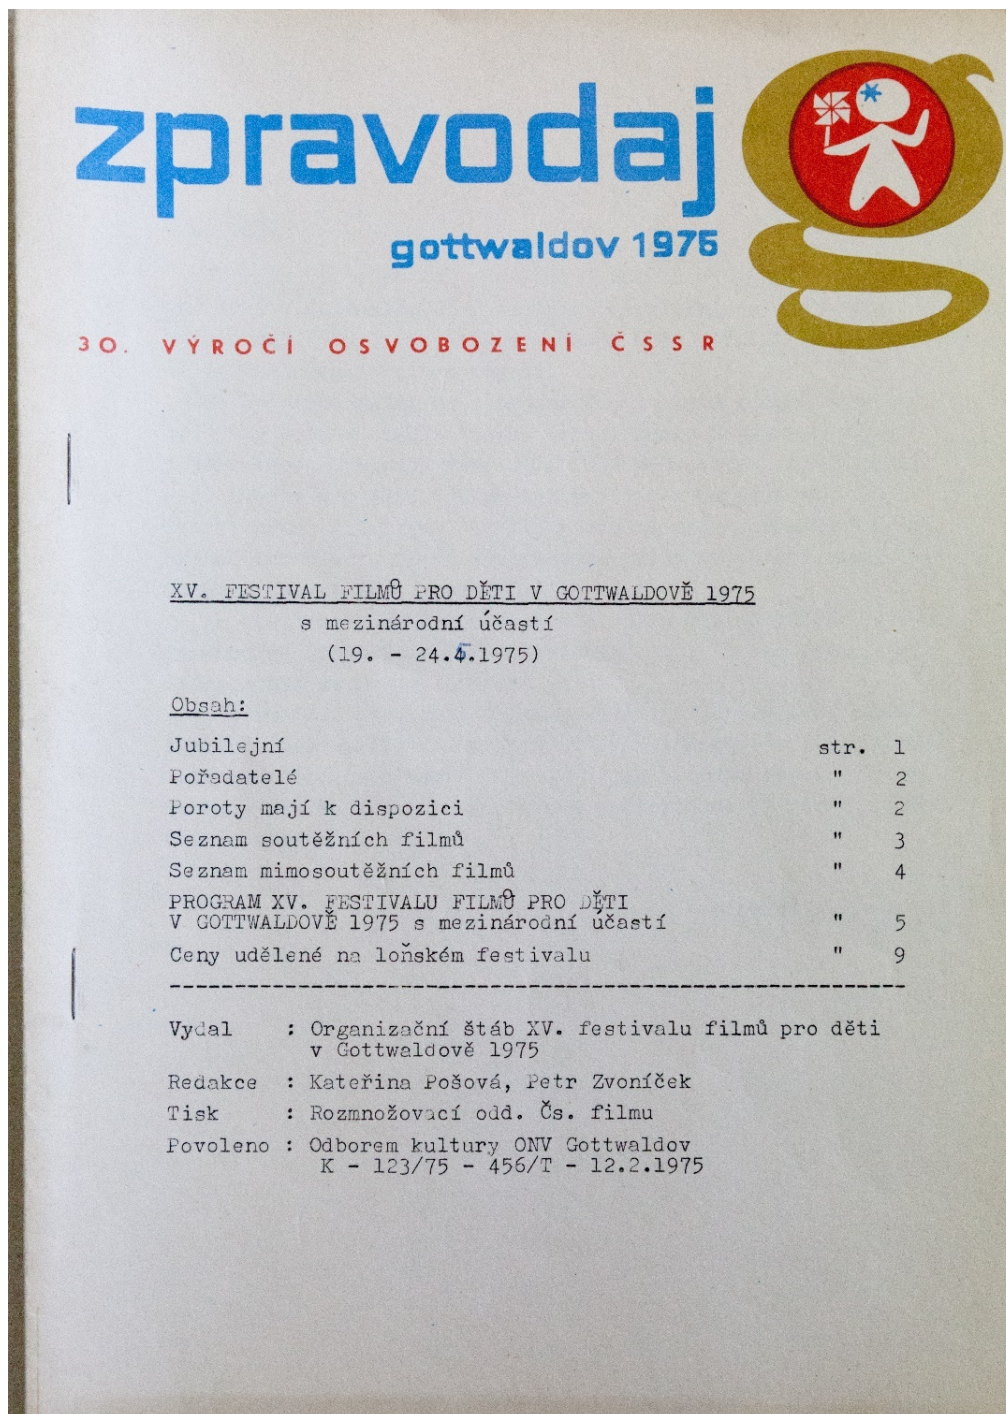 zpravodaj
gottwaldov 1975
30. VÝROČÍ OSVOBOZENÍ ČSSR
XV. FESTIVAL FILMŮ PRO DĚTI V GOTTWALDOVĚ 1975
s mezinárodní účastí
(19. - 24.5.1975)
Obsah:
Jubilejní str. 1
Pořadatelé " 2
Poroty mají k dispozici " 2
Seznam soutěžních filmů " 3
Seznam mimosoutěžních filmů " 4
PROGRAM XV. FESTIVALU FILMŮ PRO DĚTI
V GOTTWALDOVĚ 1975 s mezinárodní účastí " 5
Ceny udělené na loňském festivalu " 9
Vydal : Organizační štáb XV. festivalu filmů pro děti
v Gottwaldově 1975
Redakce : Kateřina Pošová, Petr Zvoníček
Tisk : Rozmnožovací odd. Čs. filmu
Povoleno : Odborem kultury ONV Gottwaldov
K - 123/75 - 456/T - 12.2.1975